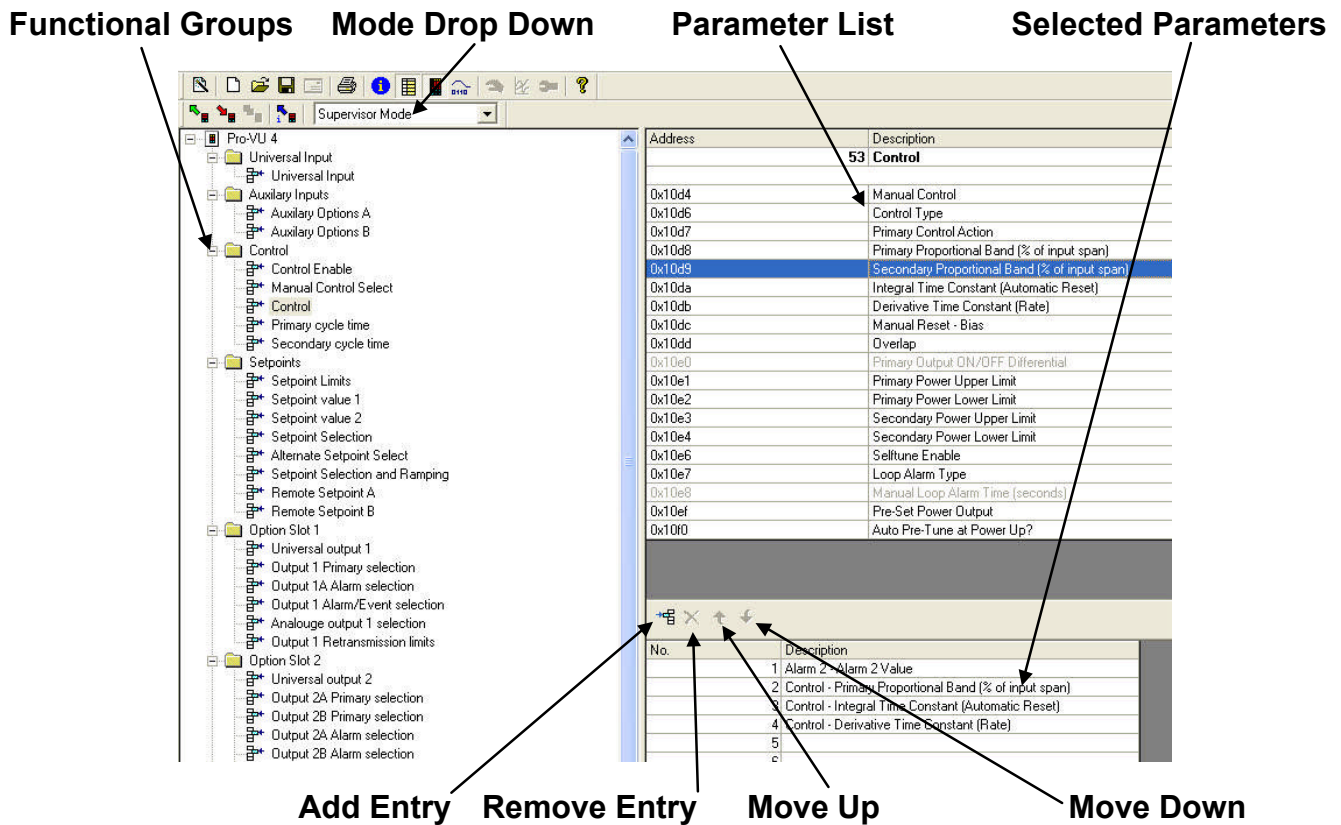 Functional Groups Mode Drop Down Parameter List Selected Parameters
Supervisor Mode
Pro-VU 4
Universal Input
Universal Input
Auxilary Inputs
Auxilary Options A
Auxilary Options B
Control
Control Enable
Manual Control Select
Control
Primary cycle time
Secondary cycle time
Setpoints
Setpoint Limits
Setpoint value 1
Setpoint value 2
Setpoint Selection
Alternate Setpoint Select
Setpoint Selection and Ramping
Remote Setpoint A
Remote Setpoint B
Option Slot 1
Universal output 1
Output 1 Primary selection
Output 1A Alarm selection
Output 1 Alarm/Event selection
Analouge output 1 selection
Output 1 Retransmission limits
Option Slot 2
Universal output 2
Output 2A Primary selection
Output 2B Primary selection
Output 2A Alarm selection
Output 2B Alarm selection
Address Description
53 Control
0x10d4 Manual Control
0x10d6 Control Type
0x10d7 Primary Control Action
0x10d8 Primary Proportional Band (% of input span)
0x10d9 Secondary Proportional Band (% of input span)
0x10da Integral Time Constant (Automatic Reset)
0x10db Derivative Time Constant (Rate)
0x10dc Manual Reset - Bias
0x10dd Overlap
0x10e0 Primary Output ON/OFF Differential
0x10e1 Primary Power Upper Limit
0x10e2 Primary Power Lower Limit
0x10e3 Secondary Power Upper Limit
0x10e4 Secondary Power Lower Limit
0x10e6 Selftune Enable
0x10e7 Loop Alarm Type
0x10e8 Manual Loop Alarm Time (seconds)
0x10ef Pre-Set Power Output
0x10f0 Auto Pre-Tune at Power Up?
No. Description
1 Alarm 2 - Alarm 2 Value
2 Control - Primary Proportional Band (% of input span)
3 Control - Integral Time Constant (Automatic Reset)
4 Control - Derivative Time Constant (Rate)
5
6
Add Entry Remove Entry Move Up Move Down